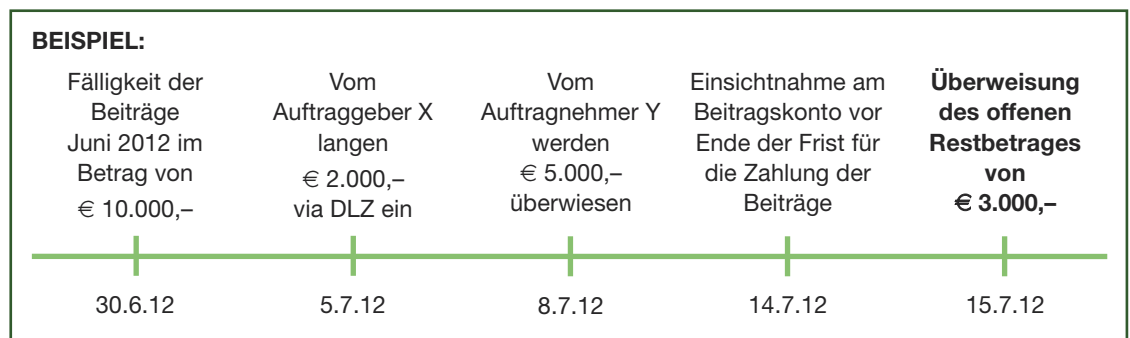 BEISPIEL:
Fälligkeit der
Beiträge
Juni 2012 im
Betrag von
€ 10.000,–
Vom
Auftraggeber X
langen
€ 2.000,–
via DLZ ein
Vom
Auftragnehmer Y
werden
€ 5.000,–
überwiesen
Einsichtnahme am
Beitragskonto vor
Ende der Frist für
die Zahlung der
Beiträge
Überweisung
des offenen
Restbetrages
von
€ 3.000,–
30.6.12
5.7.12
8.7.12
14.7.12
15.7.12